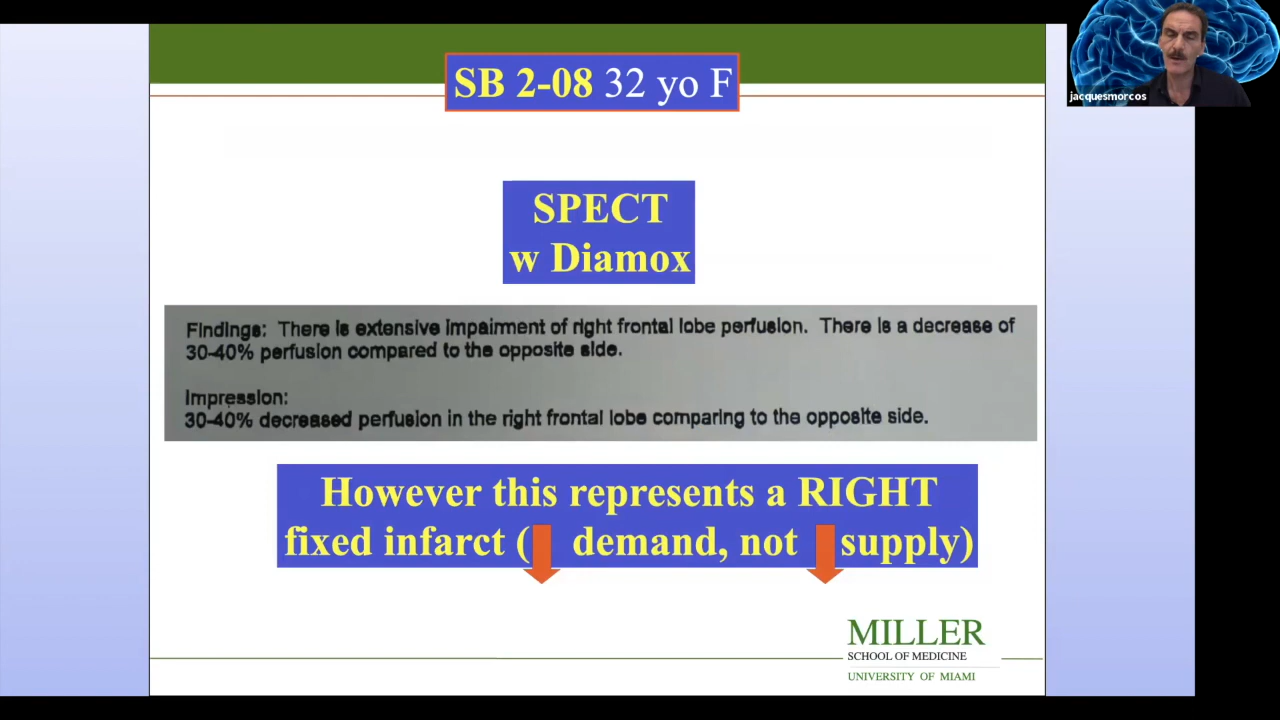 jacquesmorcos
SB 2-08 32 yo F
SPECT
w Diamox
Findings: There is extensive impairment of right frontal lobe perfusion. There is a decrease of
30-40% perfusion compared to the opposite side.
Impression:
30-40% decreased perfusion in the right frontal lobe comparing to the opposite side.
However this represents a RIGHT
fixed infarct ( demand, not supply)
MILLER
SCHOOL OF MEDICINE
UNIVERSITY OF MIAMI